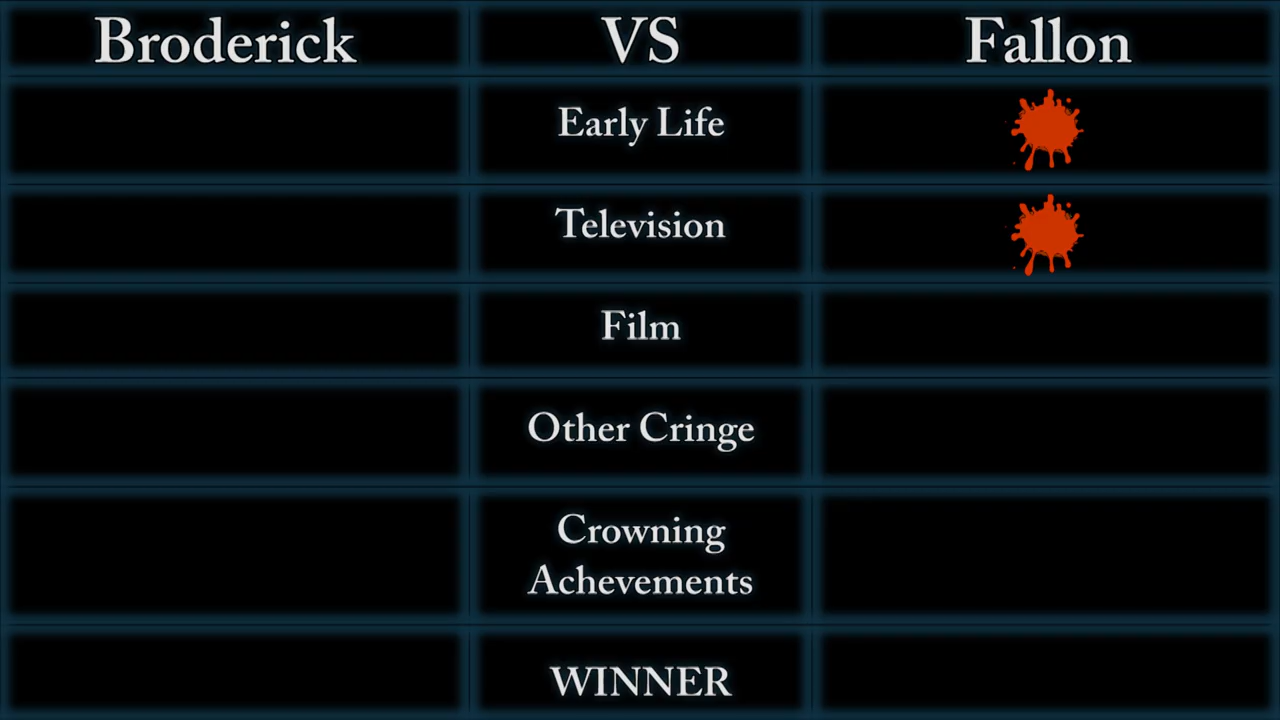 Broderick VS Fallon
Early Life
Television
Film
Other Cringe
Crowning
Achevements
WINNER